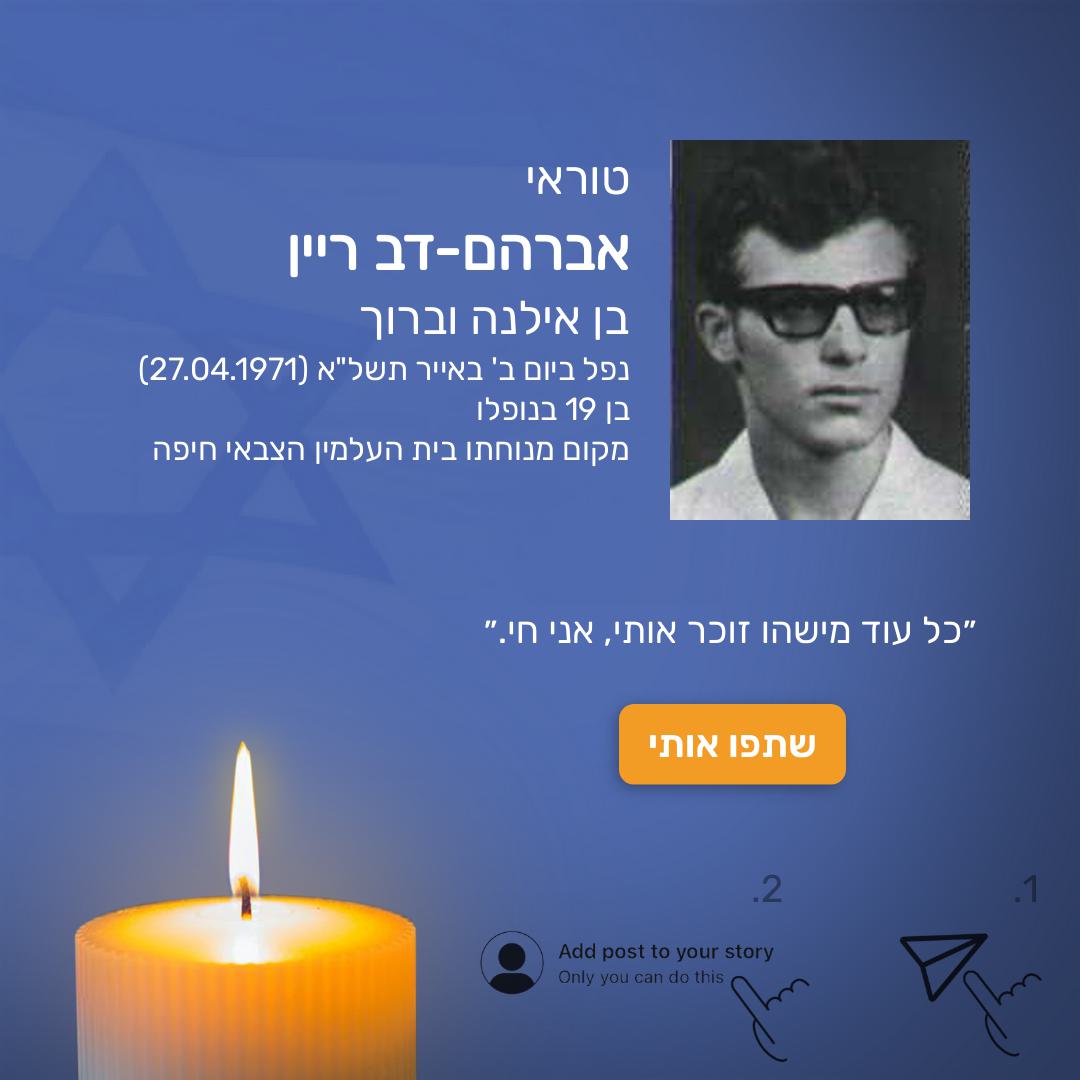 טוראי
אברהם-דב ריין
בן אילנה וברוך
נפל ביום ב' באייר תשל"א (27.04.1971)
בן 19 בנופלו
מקום מנוחתו בית העלמין הצבאי חיפה
״כל עוד מישהו זוכר אותי, אני חי.״
שתפו אותי
1.
2.
Add post to your story
Only you can do this